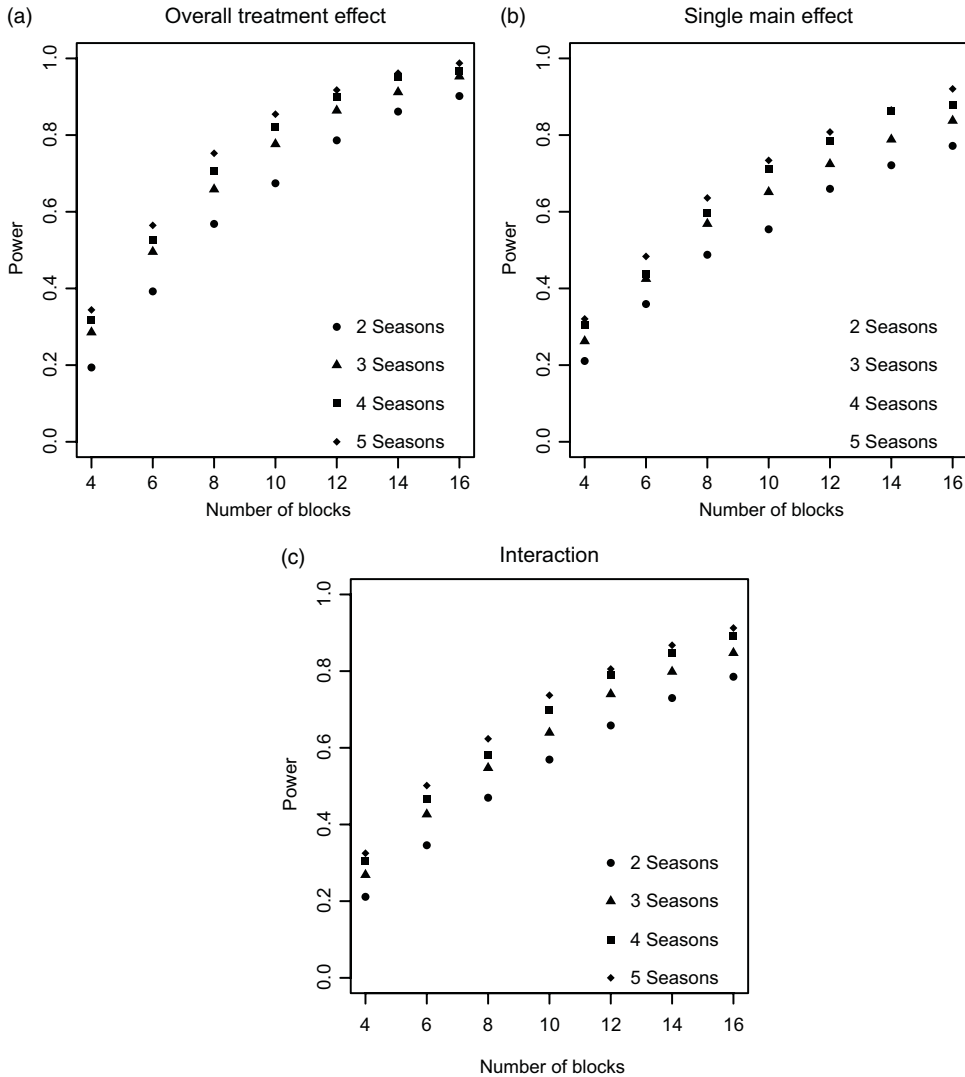 (a)
Overall treatment effect
Power
1.0
0.8
0.6
0.4
0.2
0.0
2 Seasons
3 Seasons
4 Seasons
5 Seasons
4 6 8 10 12 14 16
Number of blocks
(b)
Single main effect
Power
1.0
0.8
0.6
0.4
0.2
0.0
2 Seasons
3 Seasons
4 Seasons
5 Seasons
4 6 8 10 12 14 16
Number of blocks
(c)
Interaction
Power
1.0
0.8
0.6
0.4
0.2
0.0
2 Seasons
3 Seasons
4 Seasons
5 Seasons
4 6 8 10 12 14 16
Number of blocks